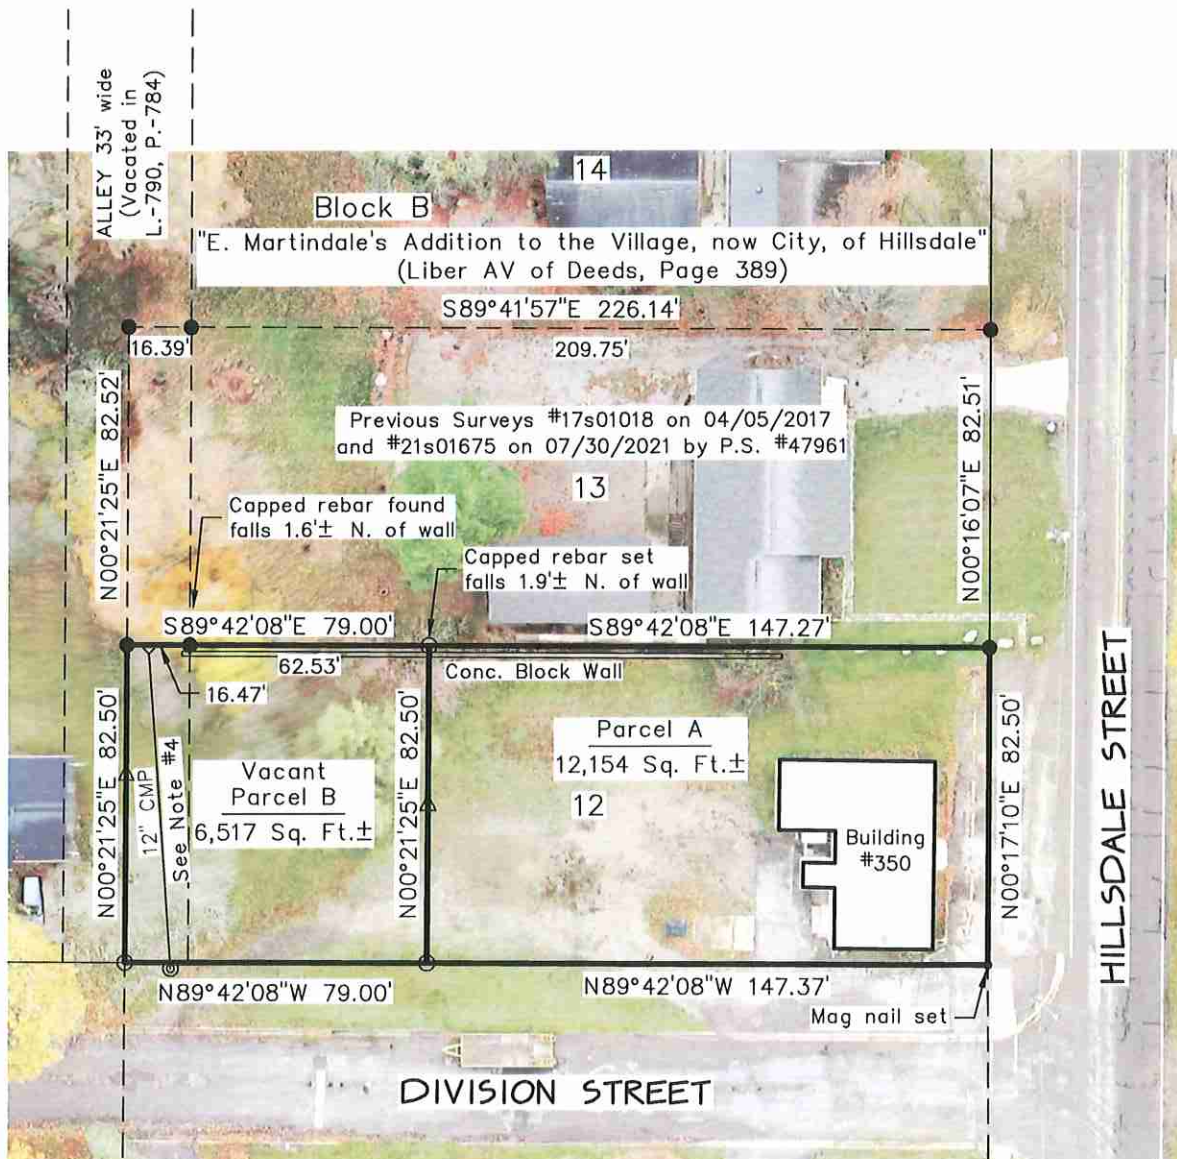 ALLEY 33' wide
(Vacated in
L.-790, P.-784)
14
Block B
"E. Martindale's Addition to the Village, now City, of Hillsdale"
(Liber AV of Deeds, Page 389)
S89°41'57"E 226.14'
16.39'
209.75'
N00°21'25"E 82.52'
Previous Surveys #17s01018 on 04/05/2017
and #21s01675 on 07/30/2021 by P.S. #47961
N00°16'07"E 82.51'
13
Capped rebar found
falls 1.6'± N. of wall
Capped rebar set
falls 1.9'± N. of wall
S89°42'08"E 79.00'
S89°42'08"E 147.27'
62.53'
Conc. Block Wall
16.47'
N00°21'25"E 82.50'
12" CMP
See Note #4
Vacant
Parcel B
6,517 Sq. Ft.±
N00°21'25"E 82.50'
Parcel A
12,154 Sq. Ft.±
12
Building
#350
N00°17'10"E 82.50'
HILLSDALE STREET
N89°42'08"W 79.00'
N89°42'08"W 147.37'
Mag nail set
DIVISION STREET